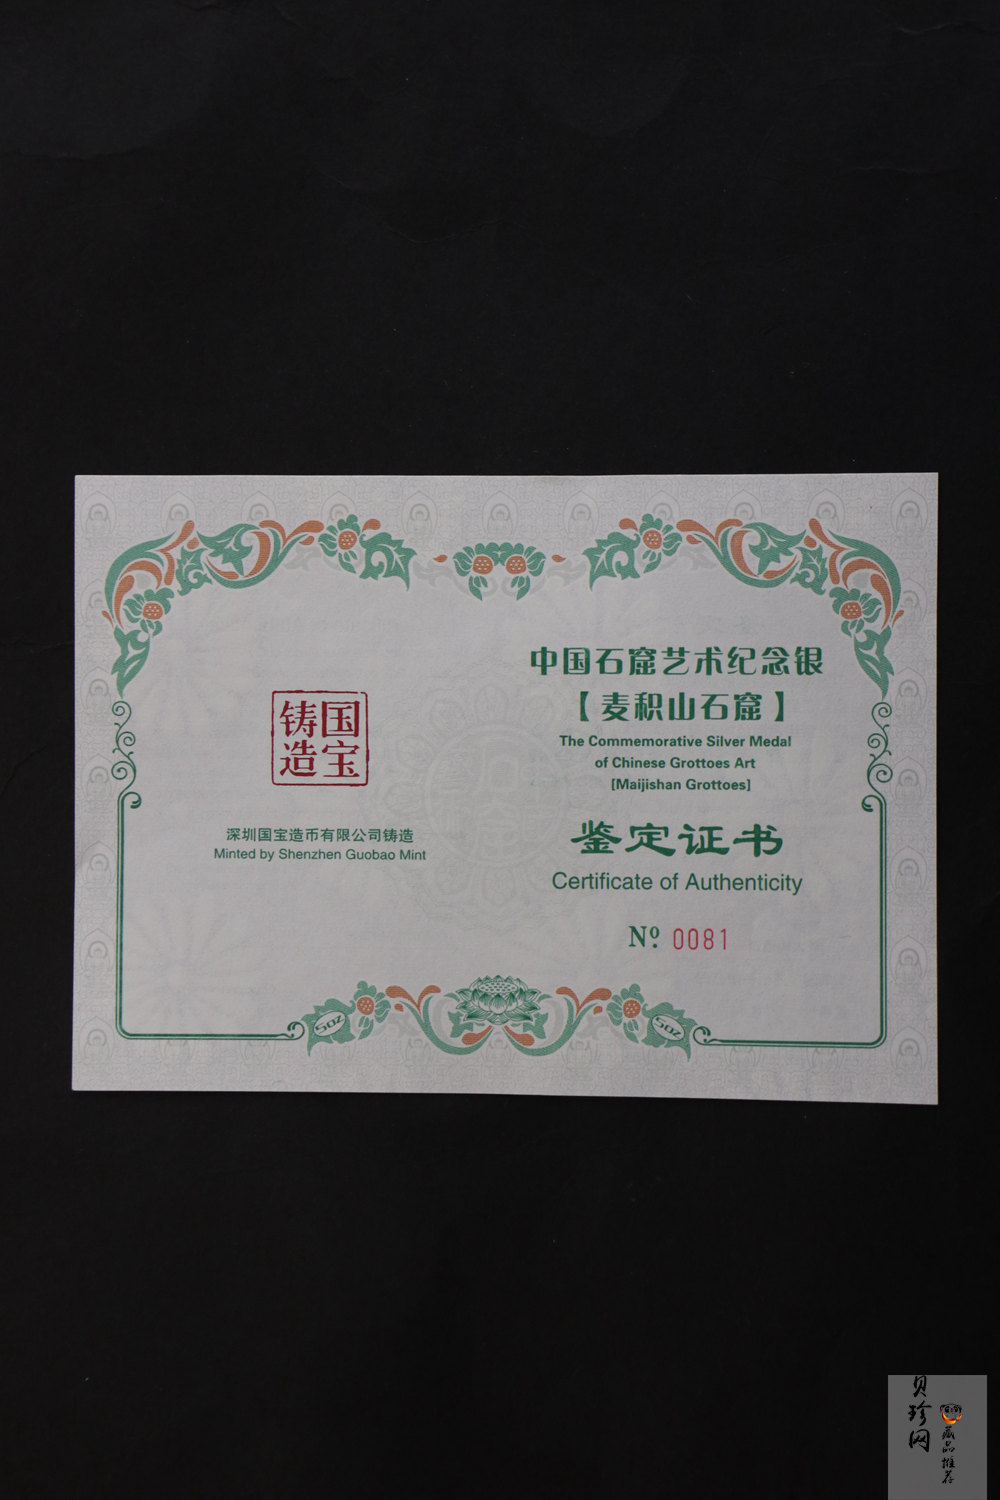 国宝
铸造
深圳国宝造币有限公司铸造
Minted by Shenzhen Guobao Mint
中国石窟艺术纪念银
【麦积山石窟】
The Commemorative Silver Medal
of Chinese Grottoes Art
[Maijishan Grottoes]
鉴定证书
Certificate of Authenticity
Nº. 0081
5OZ
5OZ
贝珍网
藏品推荐